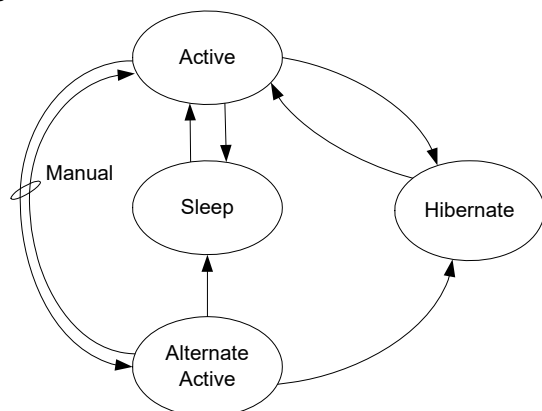 Active
Manual
Sleep
Hibernate
Alternate
Active